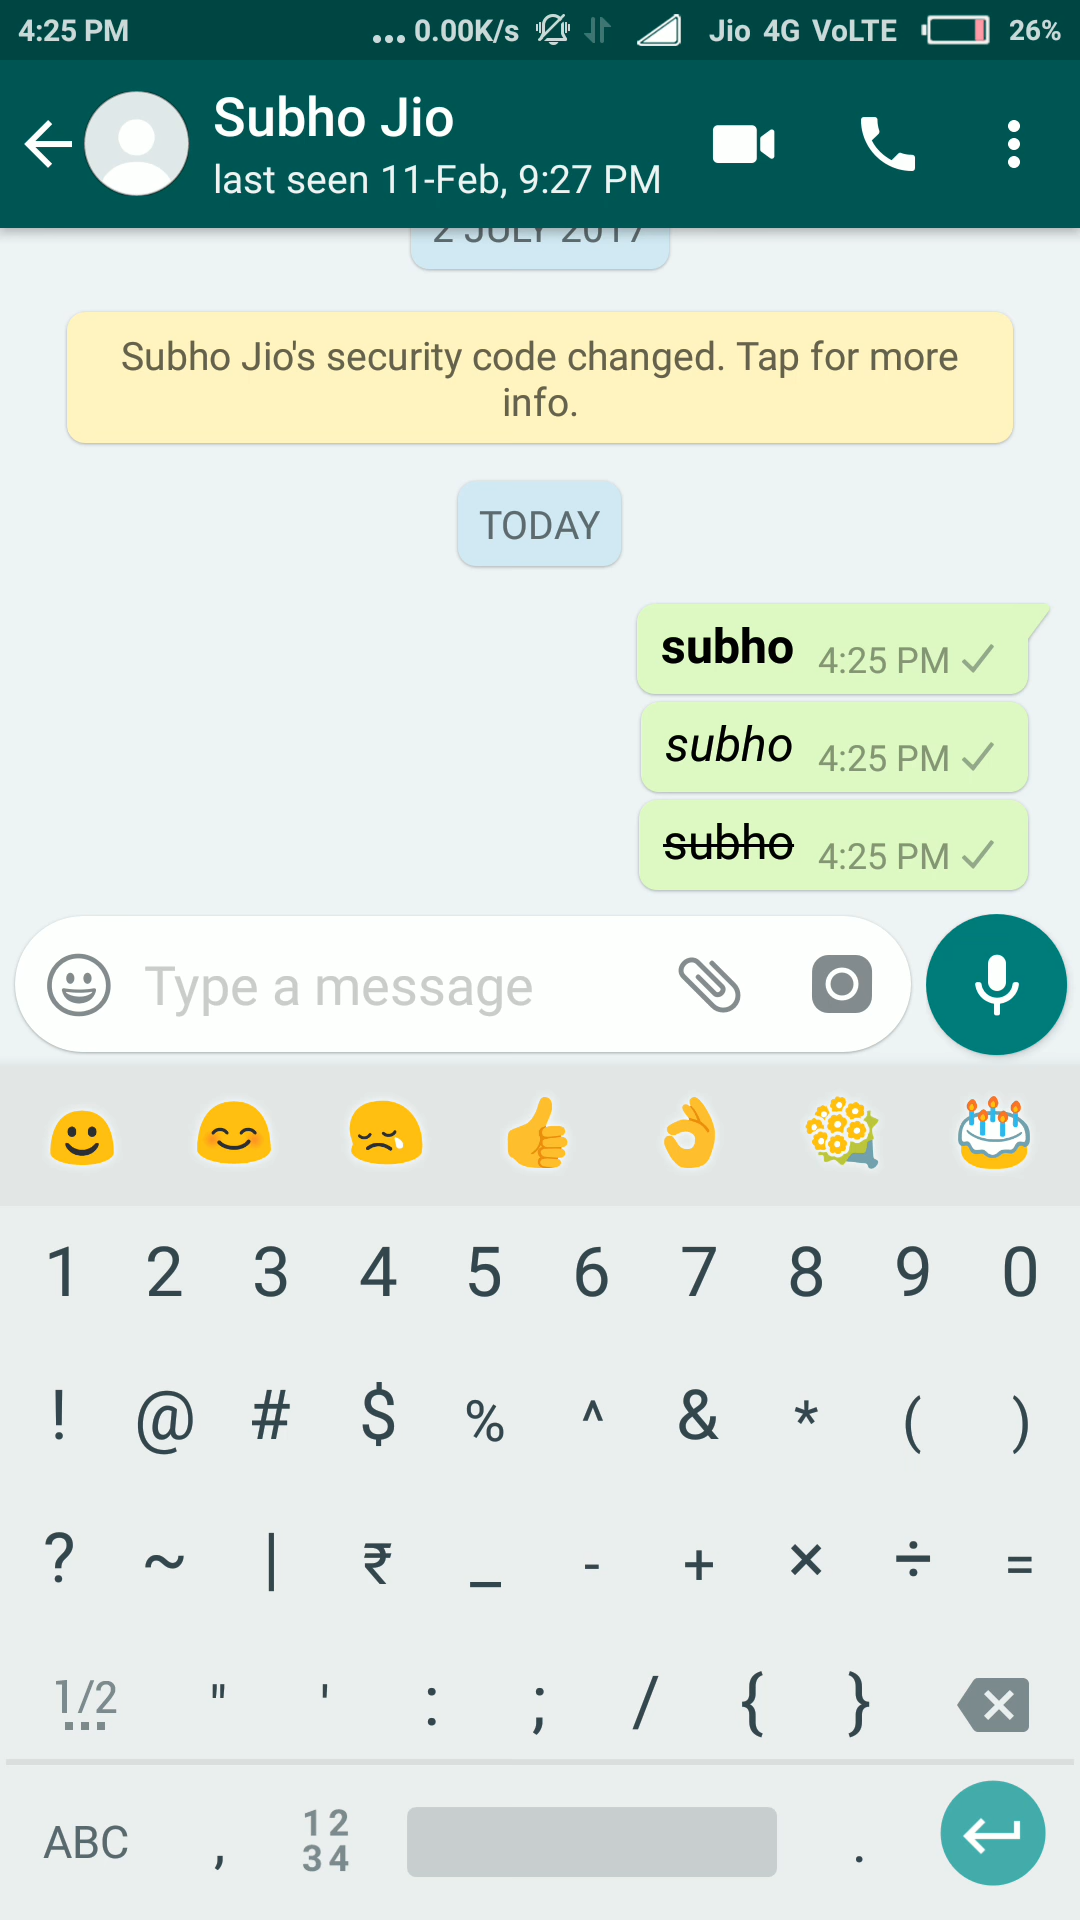 4:25 PM ... 0.00K/s Jio 4G VoLTE 26%
Subho Jio
last seen 11-Feb, 9:27 PM
2 JULY 2017
Subho Jio's security code changed. Tap for more
info.
TODAY
subho 4:25 PM
subho 4:25 PM
subho 4:25 PM
Type a message
1 2 3 4 5 6 7 8 9 0
! @ # $ % ^ & * ( )
? ~ | ₹ _ - + × ÷ =
1/2 " ' : ; / { }
ABC , 12 .
34